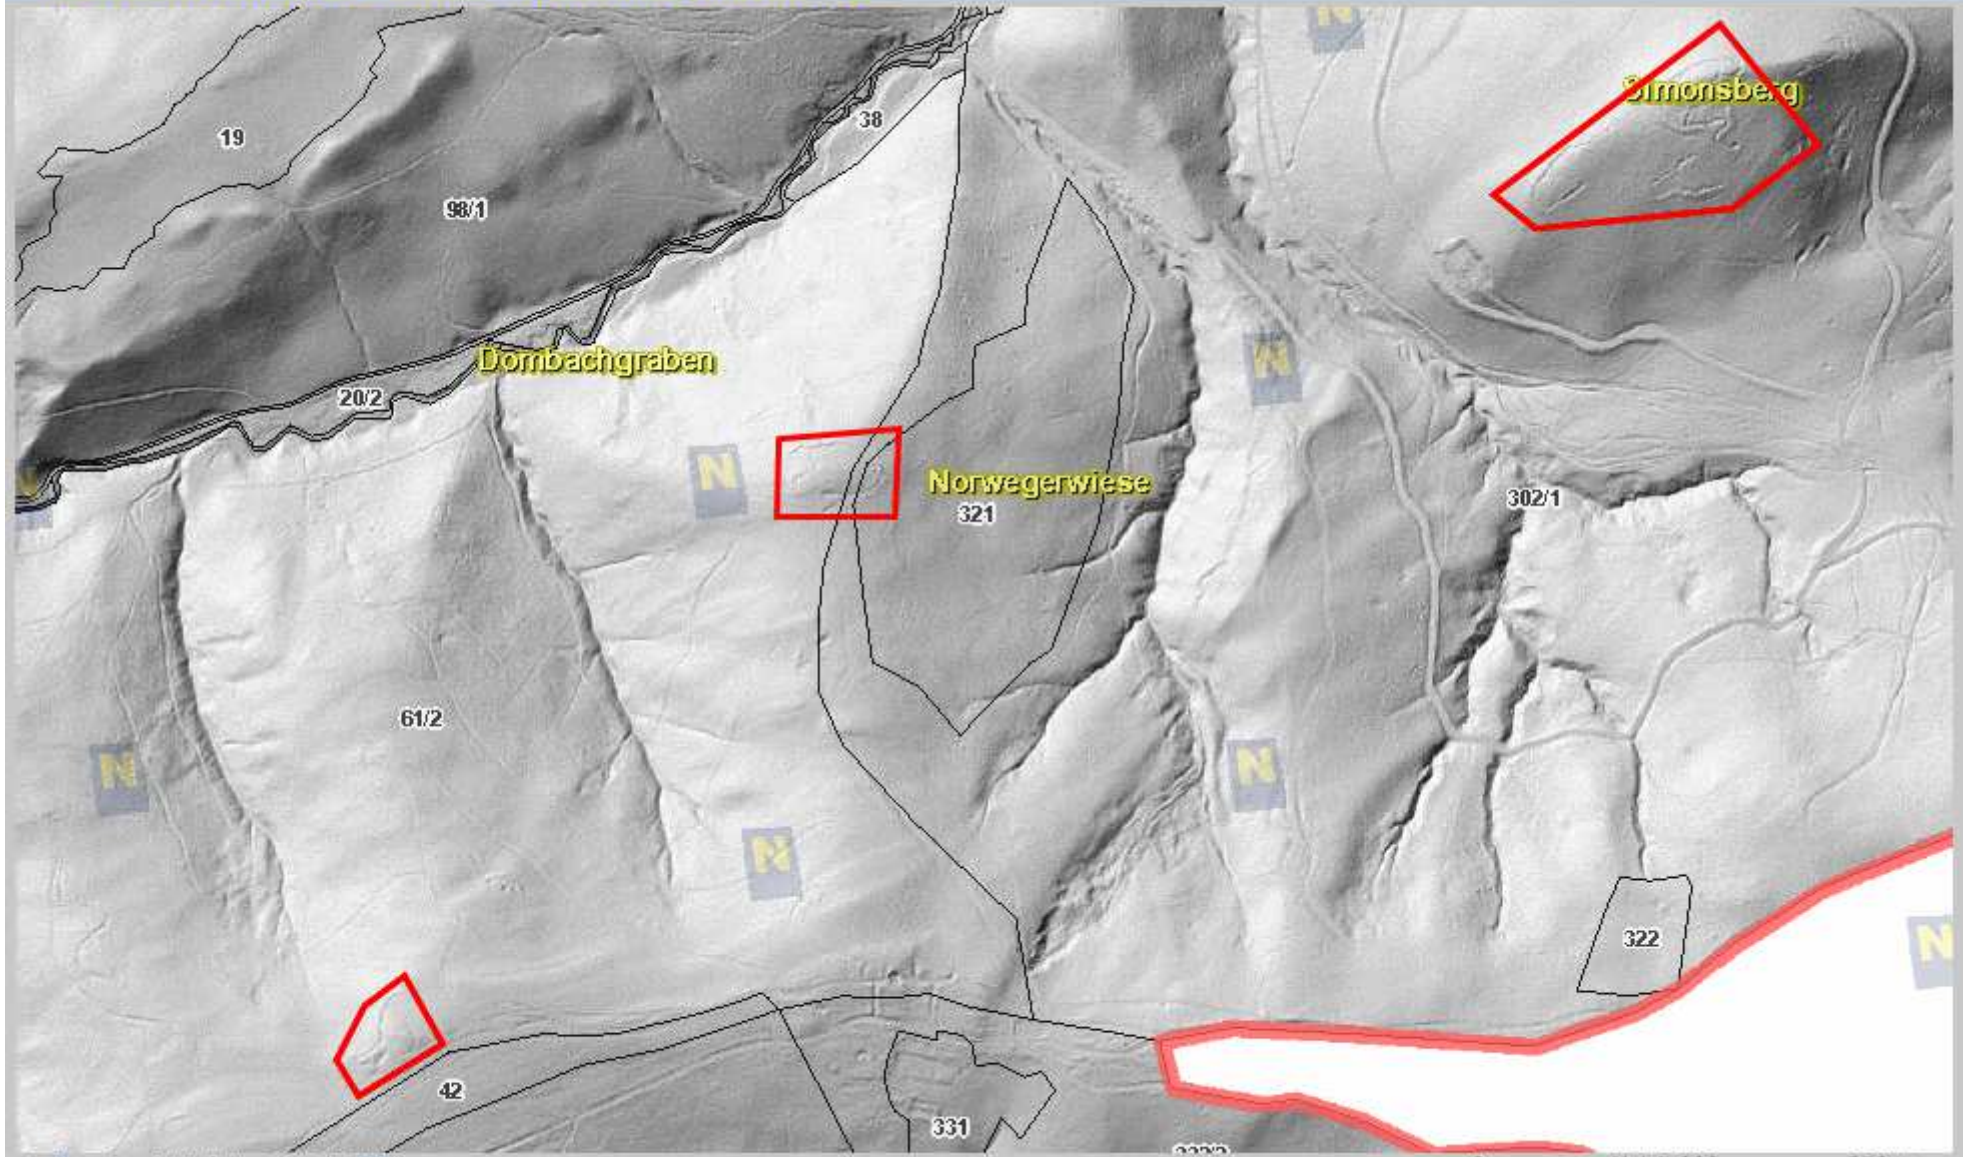 N
Simonsberg
38
19
98/1
N
Dombachgraben
20/2
N
Norwegerwiese
N
321
302/1
61/2
N
N
N
322
N
42
331